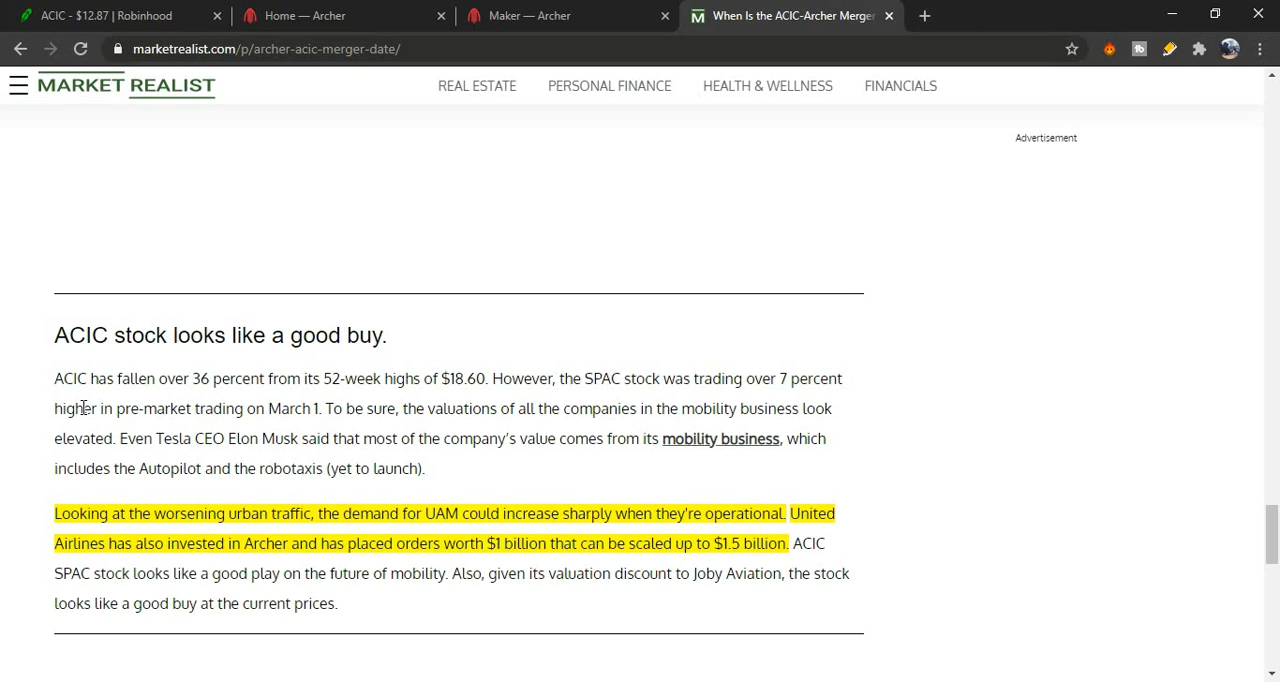 ACIC - $12.87 | Robinhood
Home — Archer
Maker — Archer
When Is the ACIC-Archer Merger
marketrealist.com/p/archer-acic-merger-date/
MARKET REALIST
REAL ESTATE
PERSONAL FINANCE
HEALTH & WELLNESS
FINANCIALS
Advertisement
ACIC stock looks like a good buy.
ACIC has fallen over 36 percent from its 52-week highs of $18.60. However, the SPAC stock was trading over 7 percent
higher in pre-market trading on March 1. To be sure, the valuations of all the companies in the mobility business look
elevated. Even Tesla CEO Elon Musk said that most of the company's value comes from its mobility business, which
includes the Autopilot and the robotaxis (yet to launch).
Looking at the worsening urban traffic, the demand for UAM could increase sharply when they're operational. United
Airlines has also invested in Archer and has placed orders worth $1 billion that can be scaled up to $1.5 billion. ACIC
SPAC stock looks like a good play on the future of mobility. Also, given its valuation discount to Joby Aviation, the stock
looks like a good buy at the current prices.